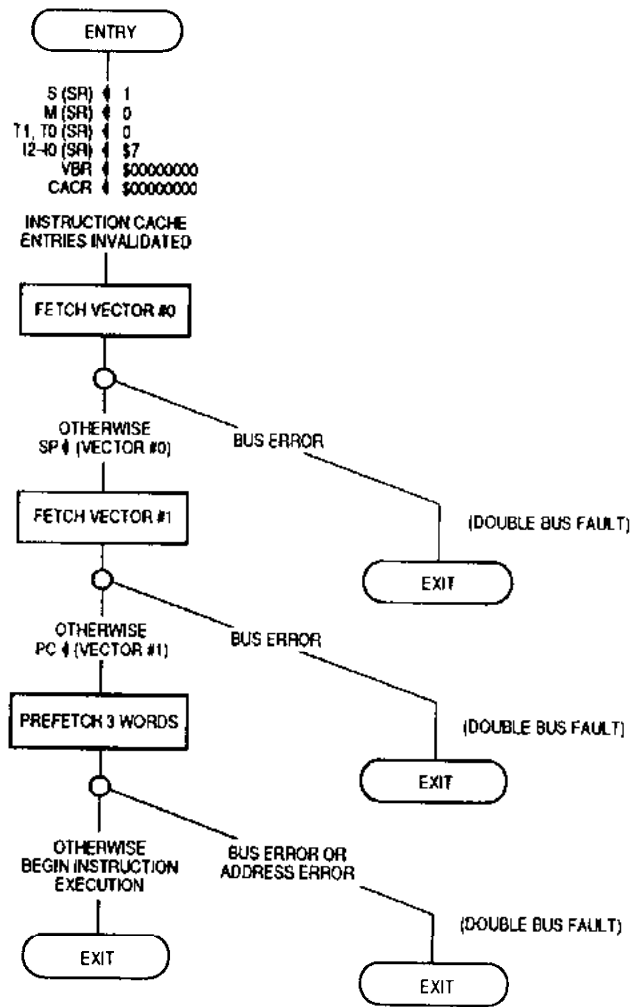 ENTRY
S (SR) ← 1
M (SR) ← 0
T1, T0 (SR) ← 0
I2-I0 (SR) ← $7
VBR ← $00000000
CACR ← $00000000
INSTRUCTION CACHE
ENTRIES INVALIDATED
FETCH VECTOR #0
OTHERWISE
SP ← (VECTOR #0)
BUS ERROR
(DOUBLE BUS FAULT)
FETCH VECTOR #1
EXIT
OTHERWISE
PC ← (VECTOR #1)
BUS ERROR
PREFETCH 3 WORDS
(DOUBLE BUS FAULT)
EXIT
OTHERWISE
BEGIN INSTRUCTION
EXECUTION
BUS ERROR OR
ADDRESS ERROR
(DOUBLE BUS FAULT)
EXIT
EXIT